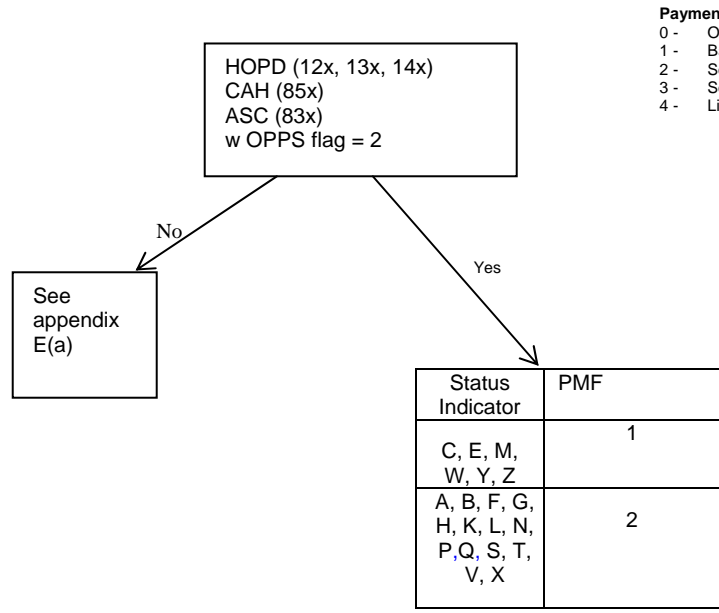 Paymen
0 - O
1 - B
2 - S
3 - S
4 - Li
HOPD (12x, 13x, 14x)
CAH (85x)
ASC (83x)
w OPPS flag = 2
No
Yes
See
appendix
E(a)
Status
Indicator
PMF
C, E, M,
W, Y, Z
1
A, B, F, G,
H, K, L, N,
P,Q, S, T,
V, X
2